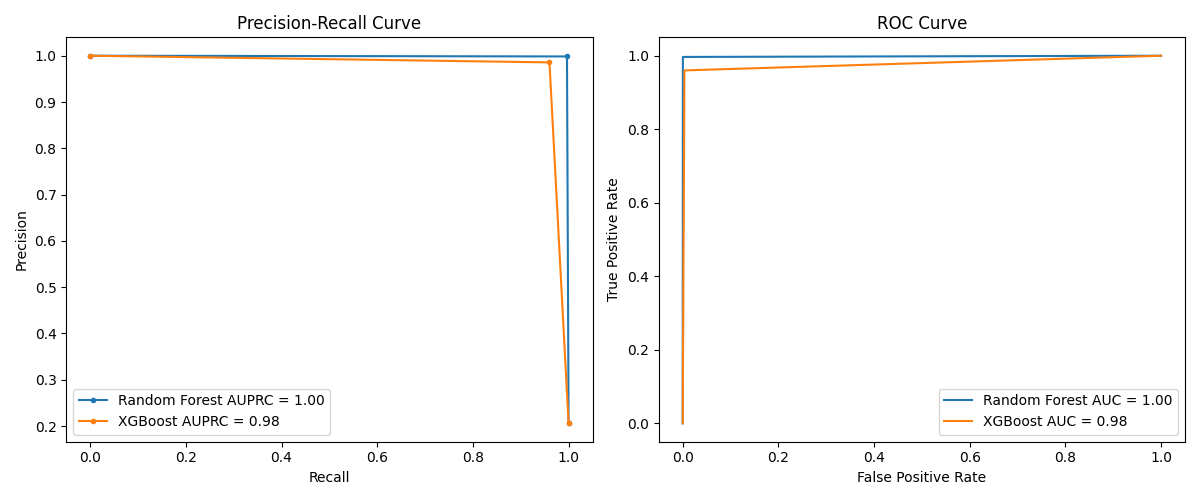 Precision-Recall Curve
1.0
0.9
0.8
0.7
0.6
0.5
0.4
0.3
0.2
Precision
0.0
0.2
0.4
0.6
0.8
1.0
Recall
Random Forest AUPRC = 1.00
XGBoost AUPRC = 0.98
ROC Curve
1.0
0.8
0.6
0.4
0.2
0.0
True Positive Rate
0.0
0.2
0.4
0.6
0.8
1.0
False Positive Rate
Random Forest AUC = 1.00
XGBoost AUC = 0.98